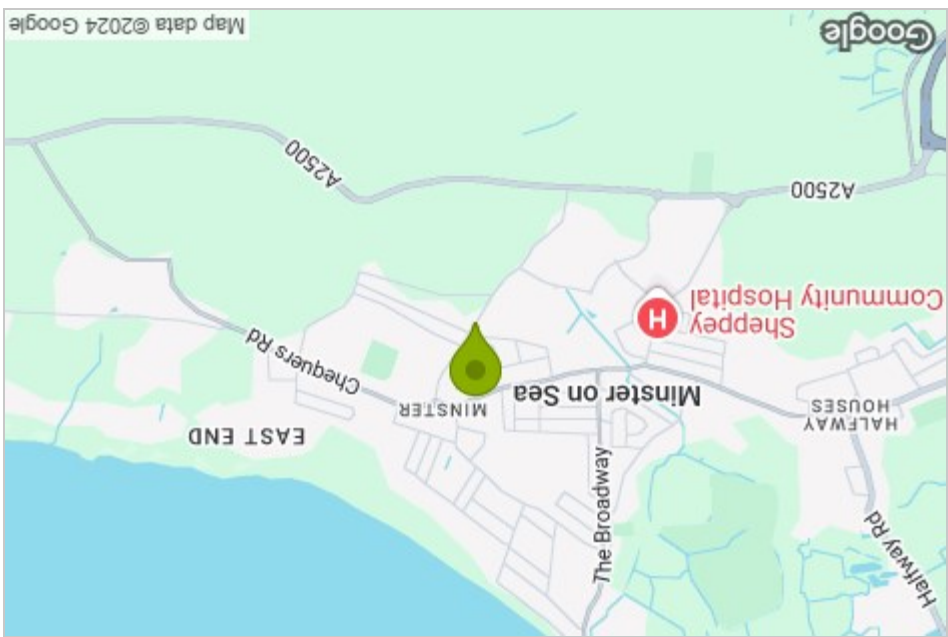 Halfway Rd
The Broadway
HALFWAY
HOUSES
EAST END
MINSTER
Minster on Sea
Chequers Rd
Sheppey
Community Hospital
H
A2500
A2500
Google
Map data ©2024 Google